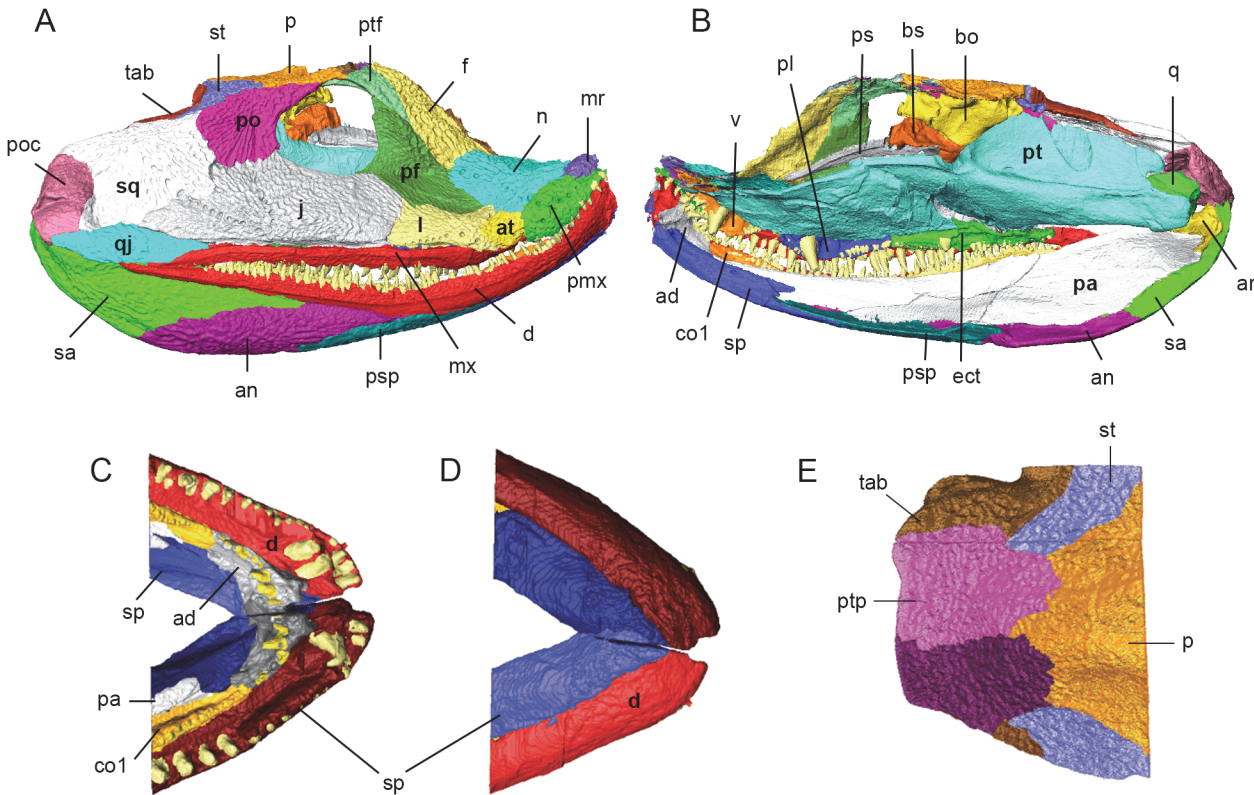 A
st
p
ptf
f
tab
n
mr
poc
po
sq
pf
j
l
at
qj
pmx
sa
d
mx
an
psp
B
ps
bs
bo
pl
q
v
pt
ad
pa
ar
co1
sp
sa
psp
ect
an
C
d
sp
ad
pa
co1
D
d
sp
E
st
tab
ptp
p